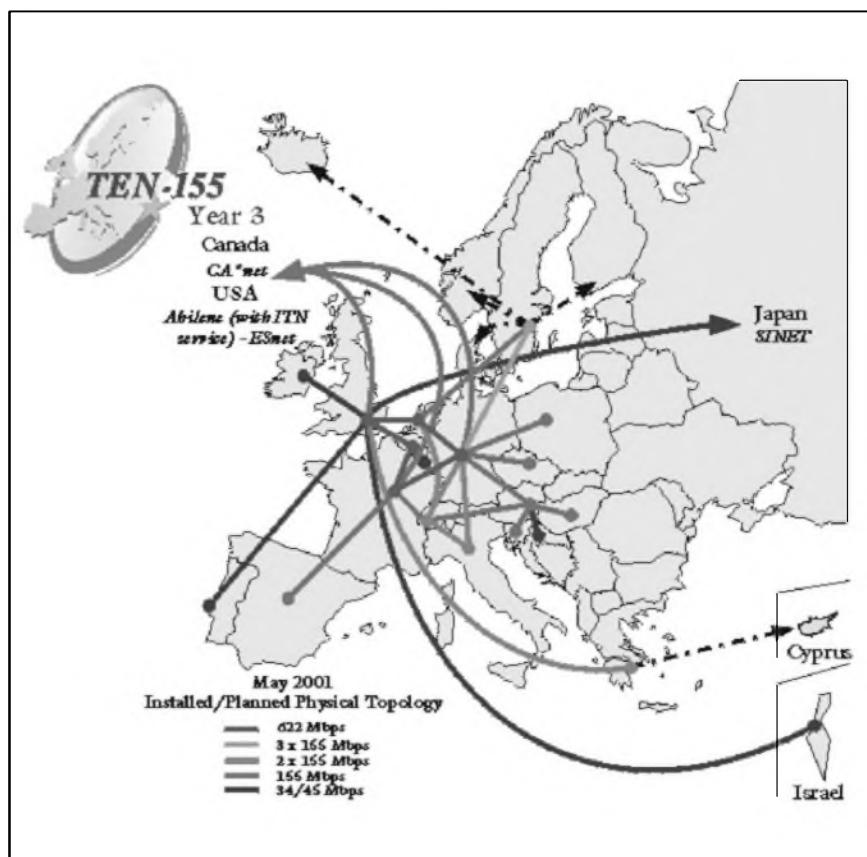 TEN-155
Year 3
Canada
CA*net
USA
Abilene (with ITN
service) - ESnet
Japan
SINET
Cyprus
Israel
May 2001
Installed/Planned Physical Topology
622 Mbps
3 x 155 Mbps
2 x 155 Mbps
155 Mbps
34/45 Mbps